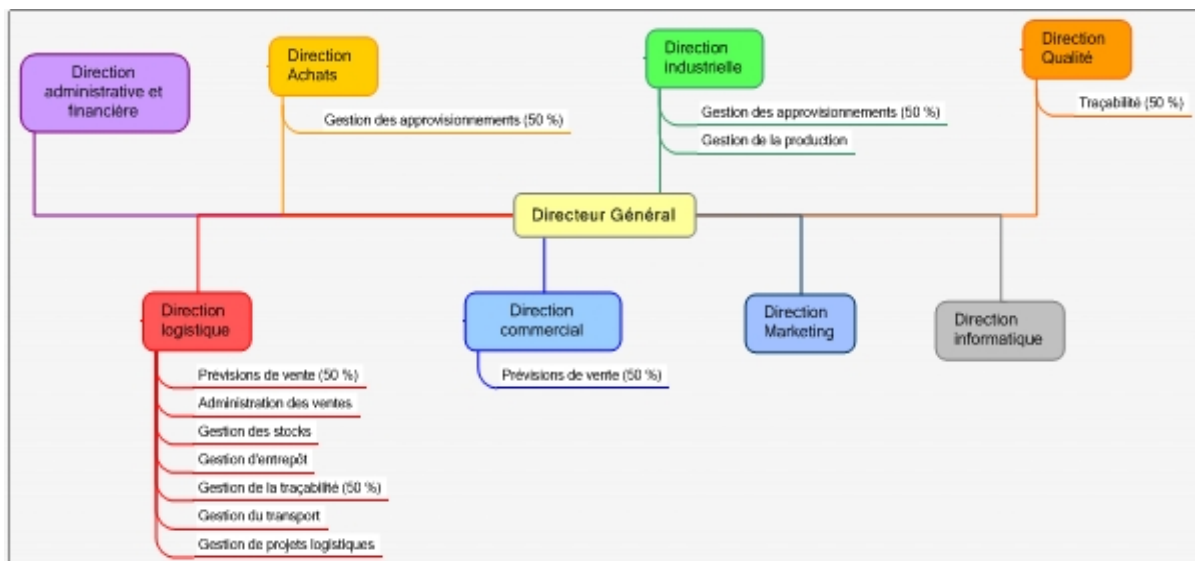 Direction
administrative et
financière
Direction
Achats
Gestion des approvisionnements (50 %)
Direction
industrielle
Gestion des approvisionnements (50 %)
Gestion de la production
Direction
Qualité
Traçabilité (50 %)
Directeur Général
Direction
logistique
Prévisions de vente (50 %)
Administration des ventes
Gestion des stocks
Gestion d'entrepôt
Gestion de la traçabilité (50 %)
Gestion du transport
Gestion de projets logistiques
Direction
commercial
Prévisions de vente (50 %)
Direction
Marketing
Direction
informatique